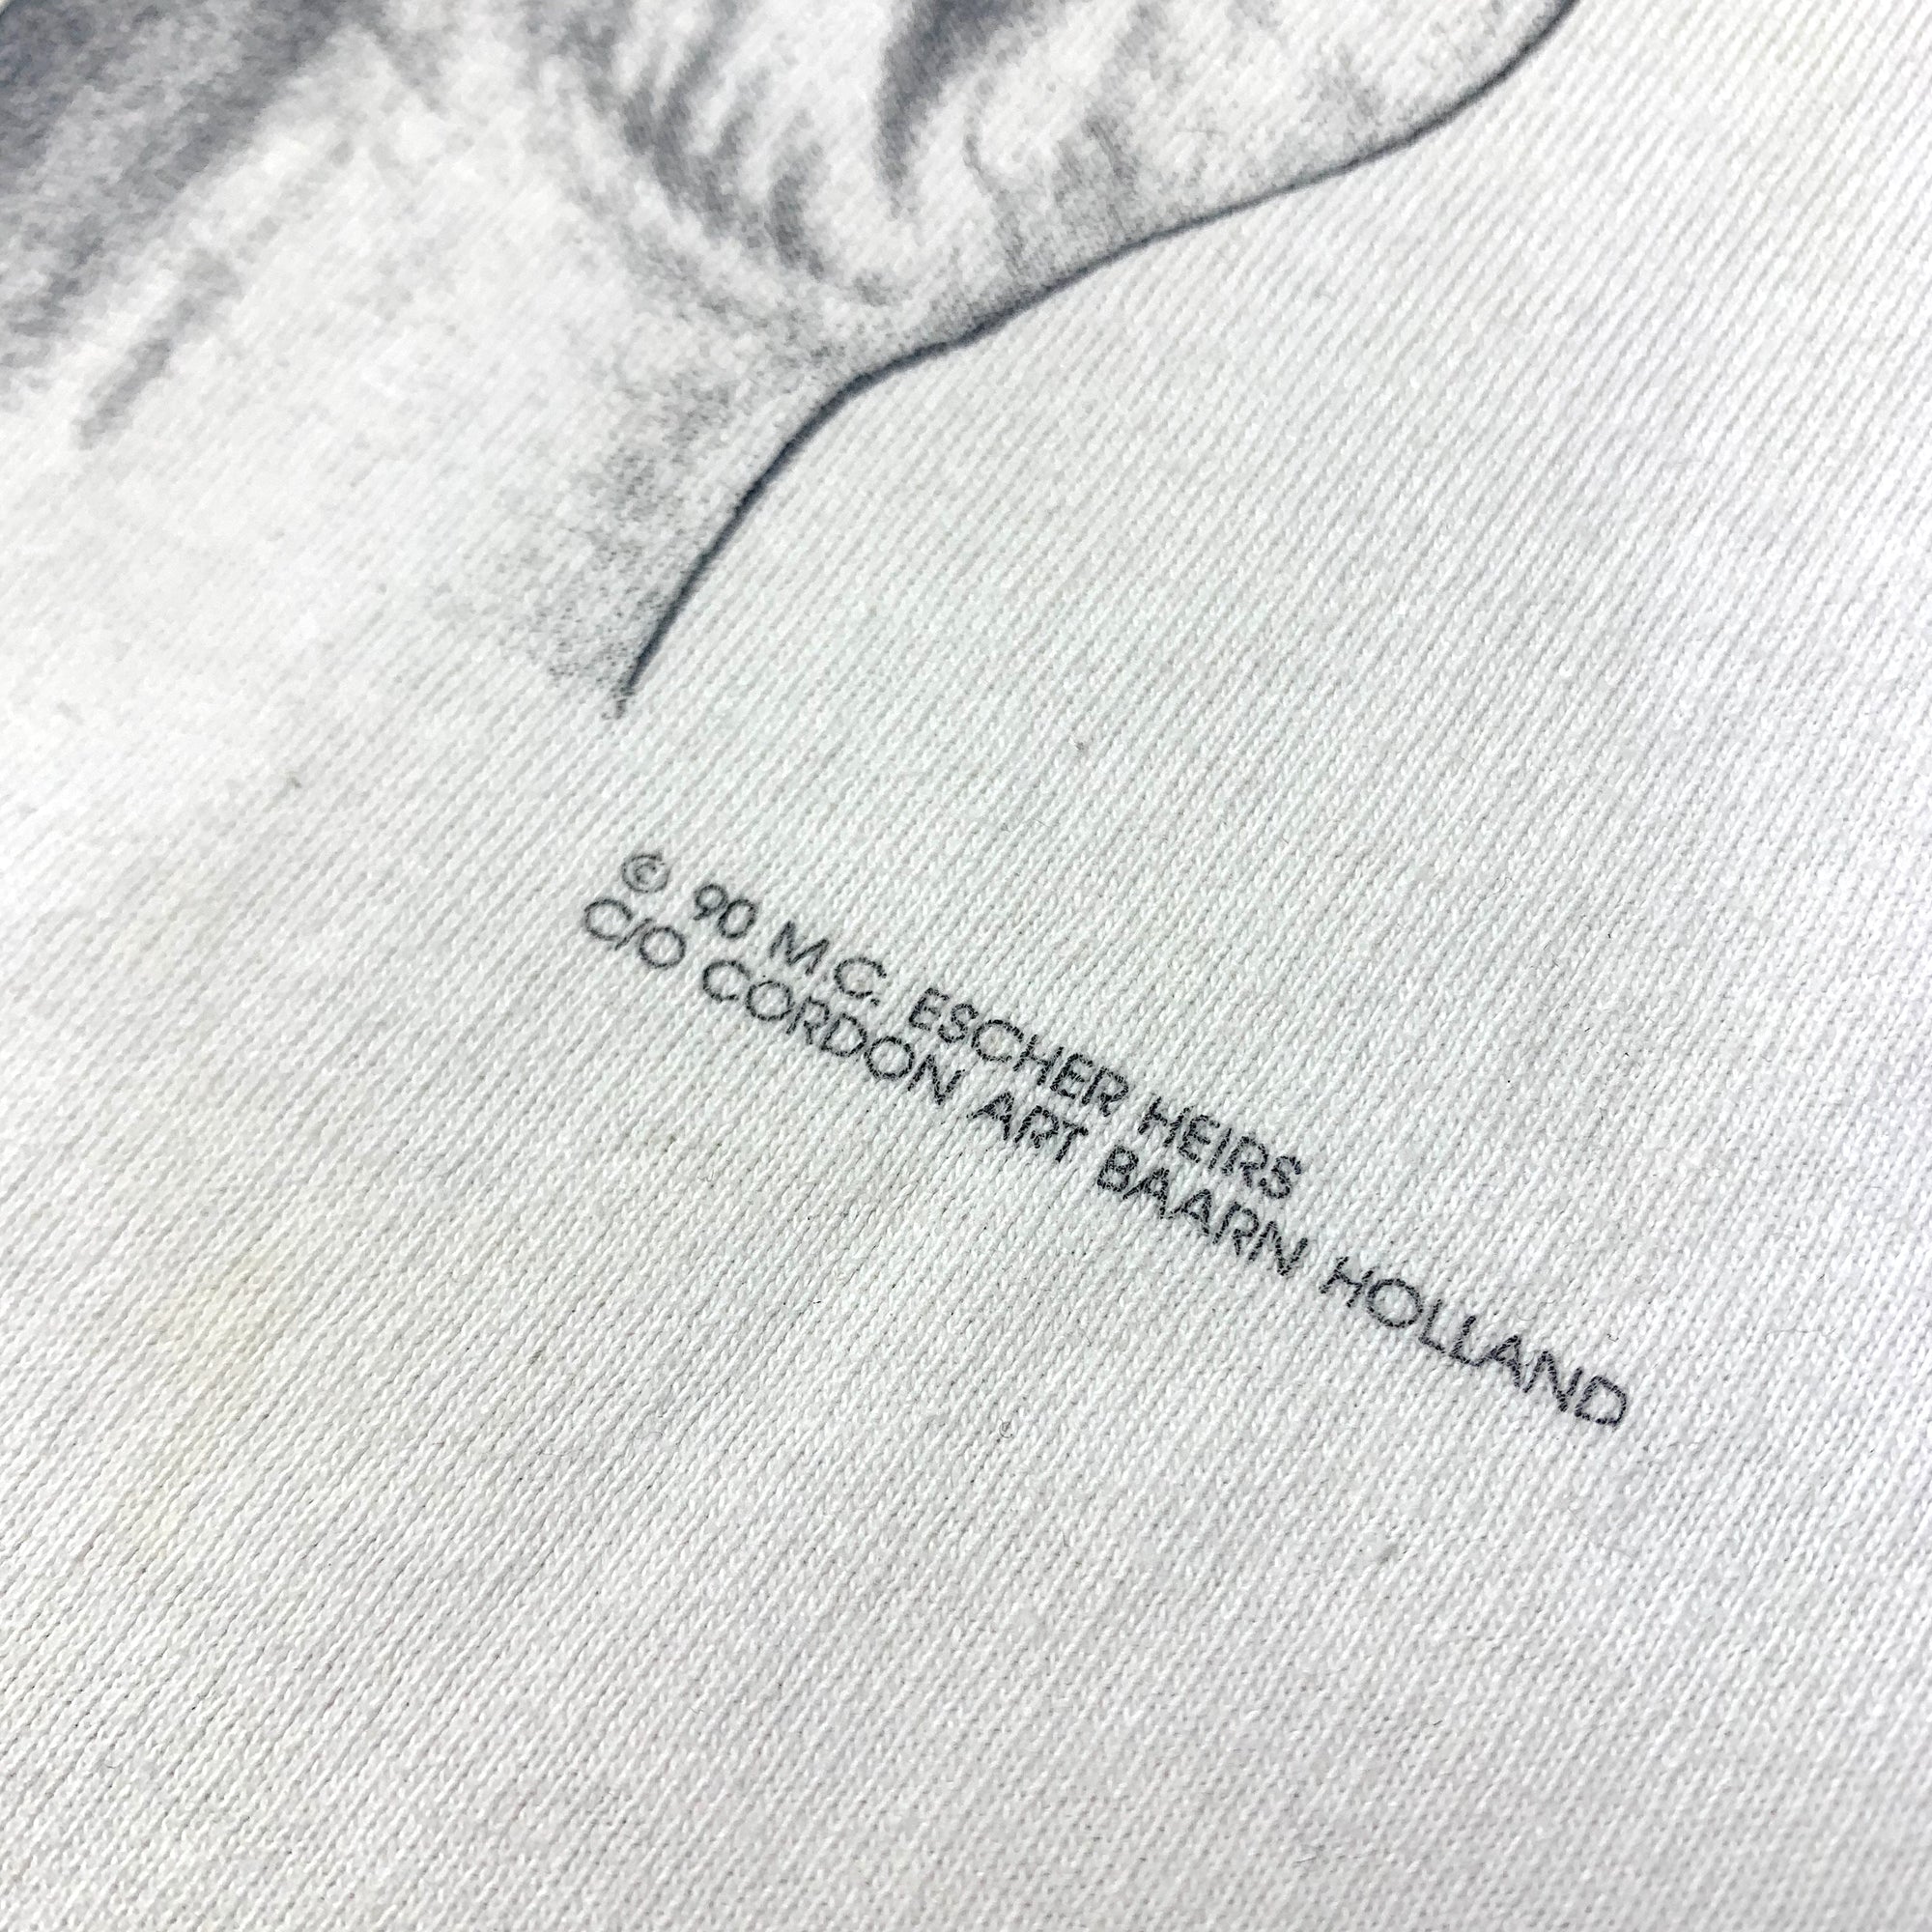 © 90 M.C. ESCHER HEIRS
C/O CORDON ART BAARN HOLLAND